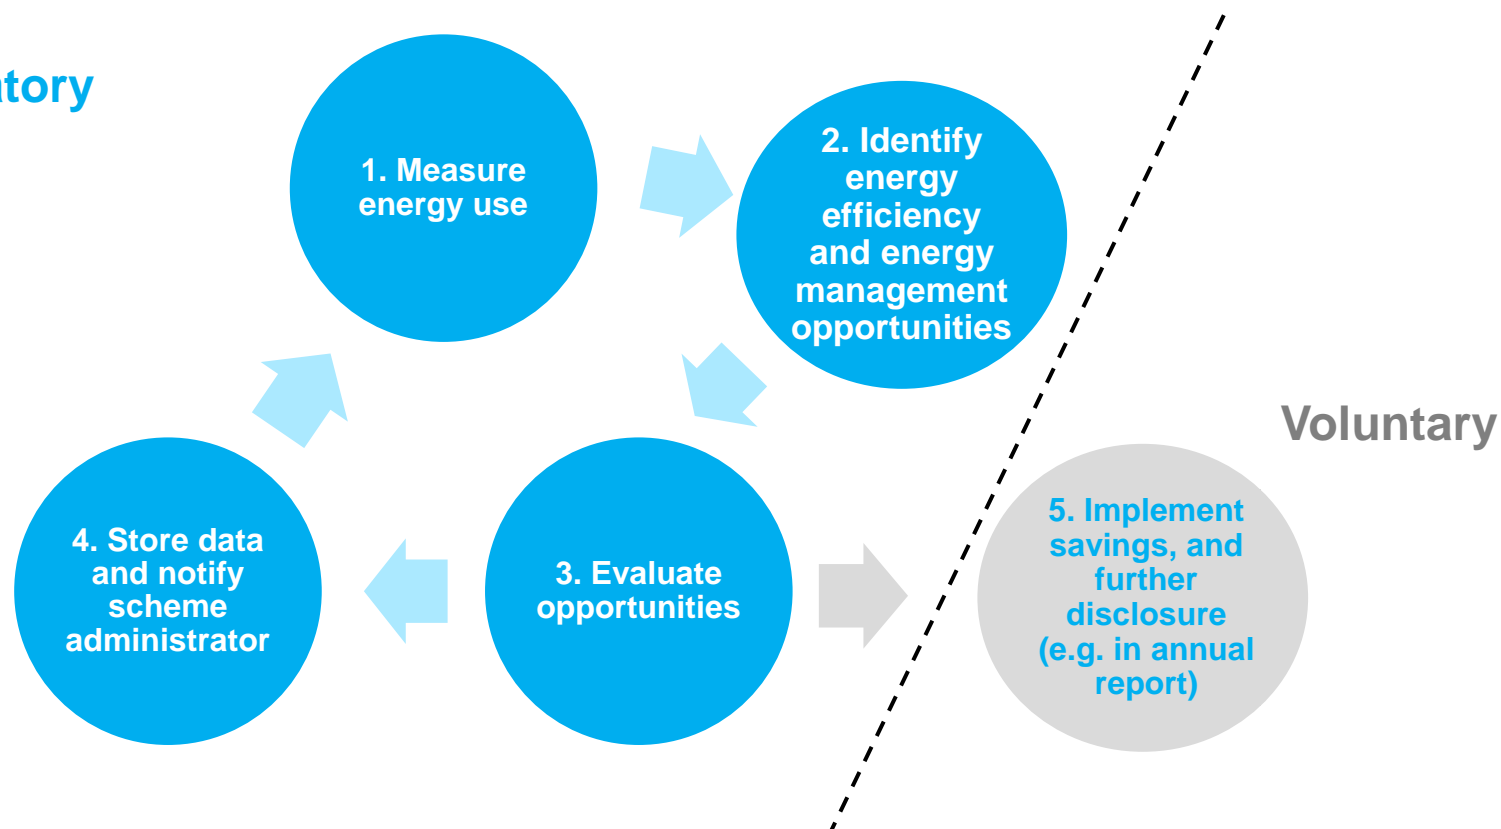 atory
1. Measure
energy use
2. Identify
energy
efficiency
and energy
management
opportunities
Voluntary
3. Evaluate
opportunities
4. Store data
and notify
scheme
administrator
5. Implement
savings, and
further
disclosure
(e.g. in annual
report)